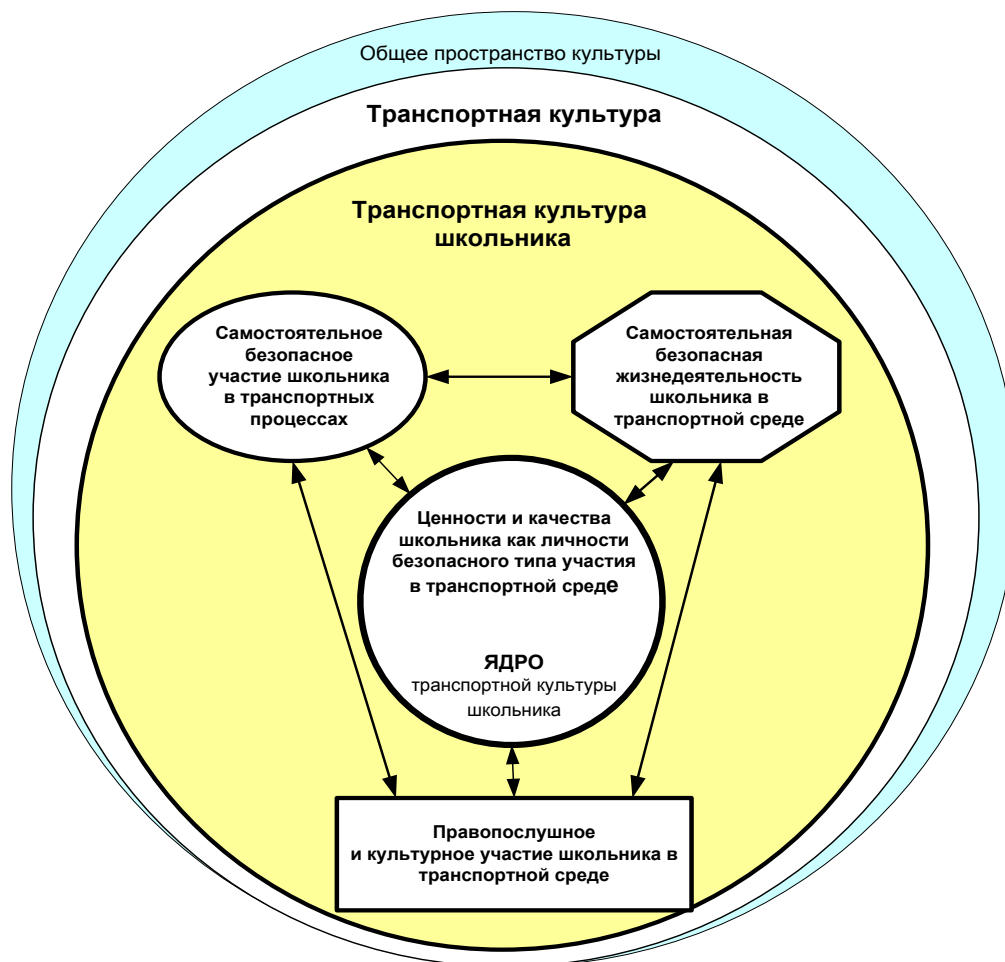 Общее пространство культуры
Транспортная культура
Транспортная культура
школьника
Самостоятельное
безопасное
участие школьника
в транспортных
процессах
Самостоятельная
безопасная
жизнедеятельность
школьника в
транспортной среде
Ценности и качества
школьника как личности
безопасного типа участия
в транспортной среде
ЯДРО
транспортной культуры
школьника
Правопослушное
и культурное участие школьника в
транспортной среде